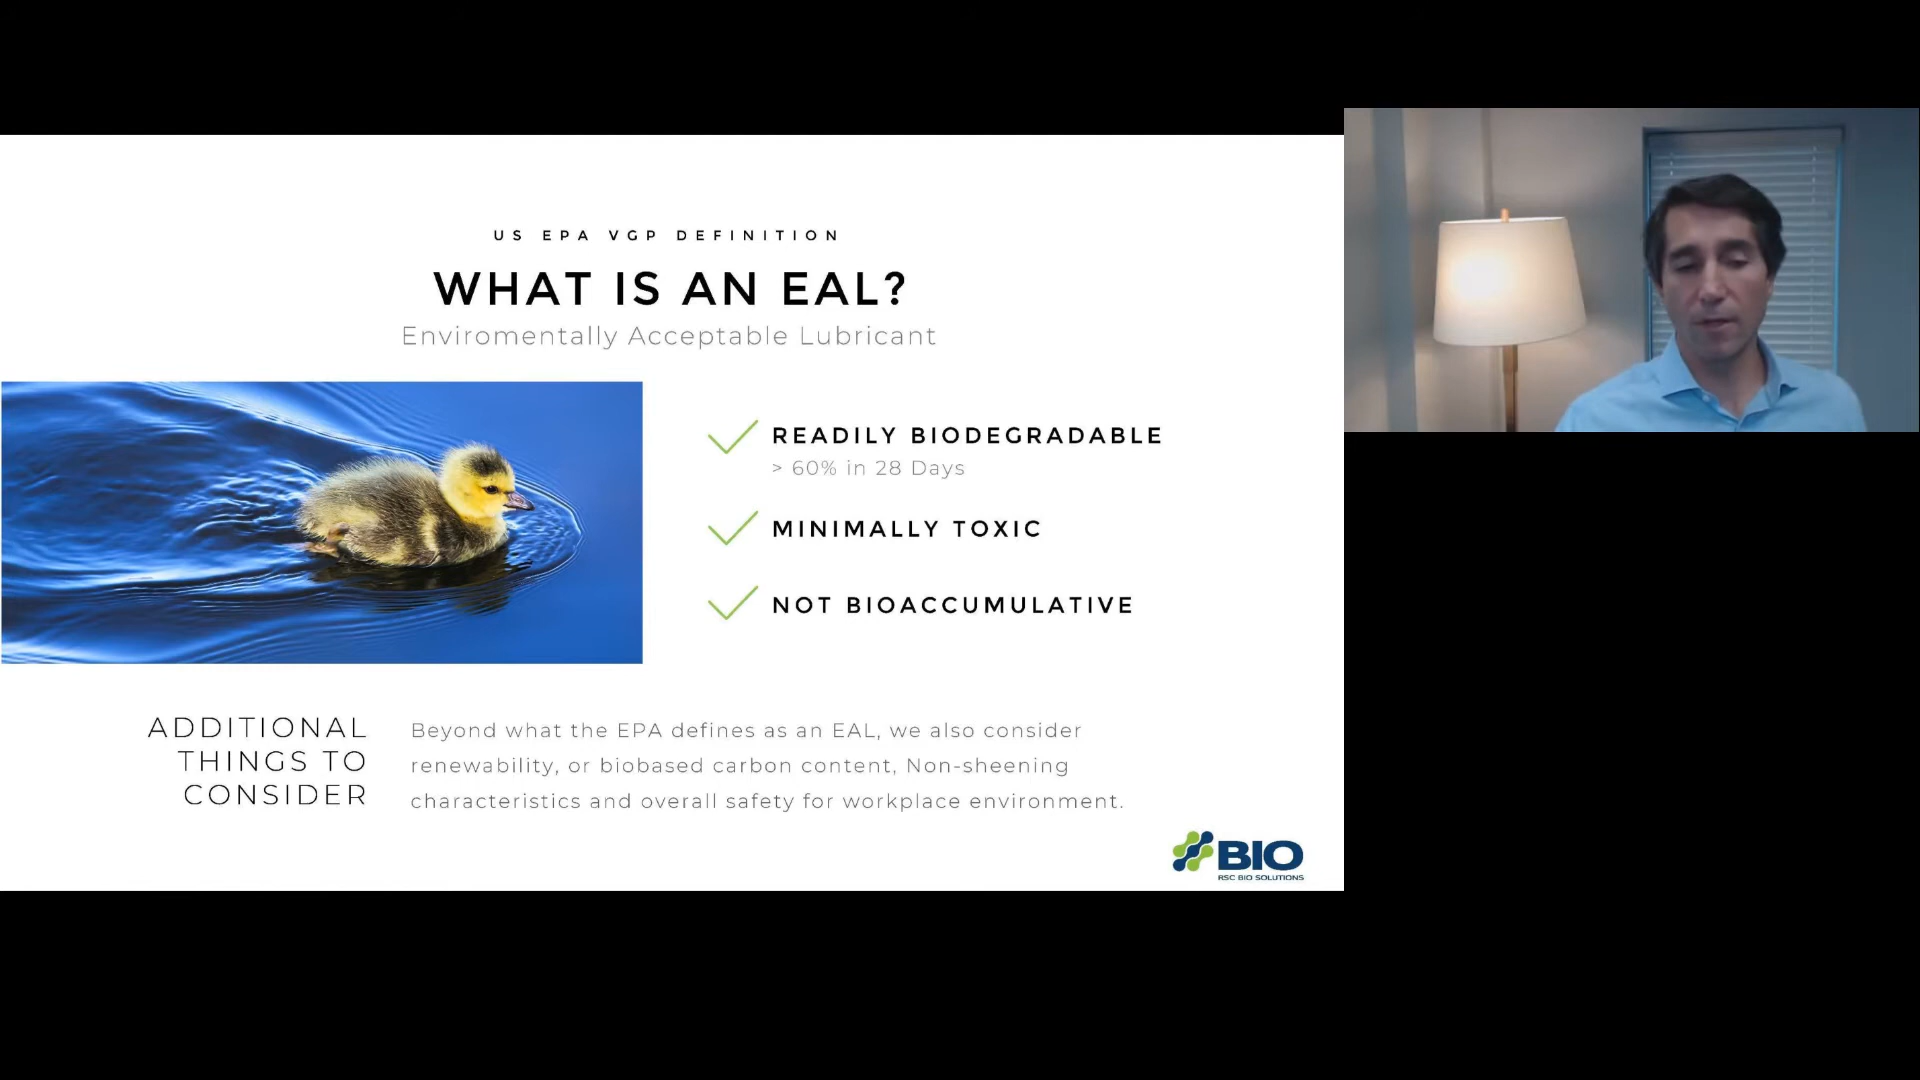 US EPA VGP DEFINITION
WHAT IS AN EAL?
Enviromentally Acceptable Lubricant
READILY BIODEGRADABLE
> 60% in 28 Days
MINIMALLY TOXIC
NOT BIOACCUMULATIVE
ADDITIONAL
THINGS TO
CONSIDER
Beyond what the EPA defines as an EAL, we also consider
renewability, or biobased carbon content, Non-sheening
characteristics and overall safety for workplace environment.
BIO
RSC BIO SOLUTIONS